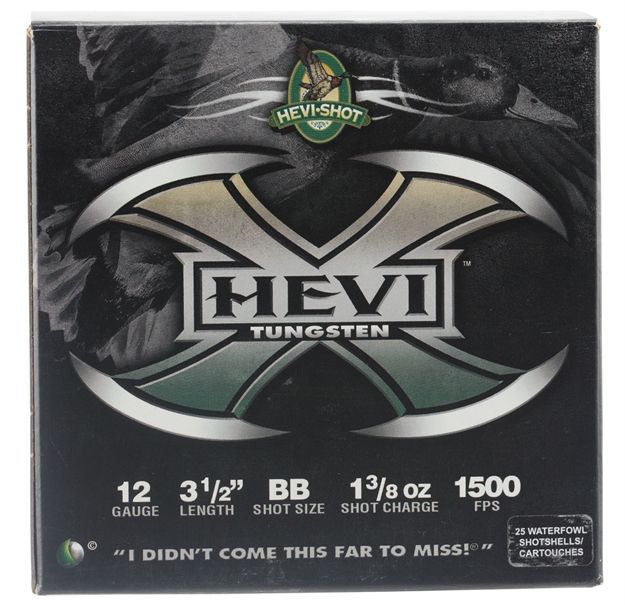 HEVI-SHOT
HEVI
™
TUNGSTEN
12 3 1/2" BB 1 3/8 OZ 1500
GAUGE LENGTH SHOT SIZE SHOT CHARGE FPS
25 WATERFOWL
SHOTSHELLS/
CARTOUCHES
© "I DIDN'T COME THIS FAR TO MISS!® "